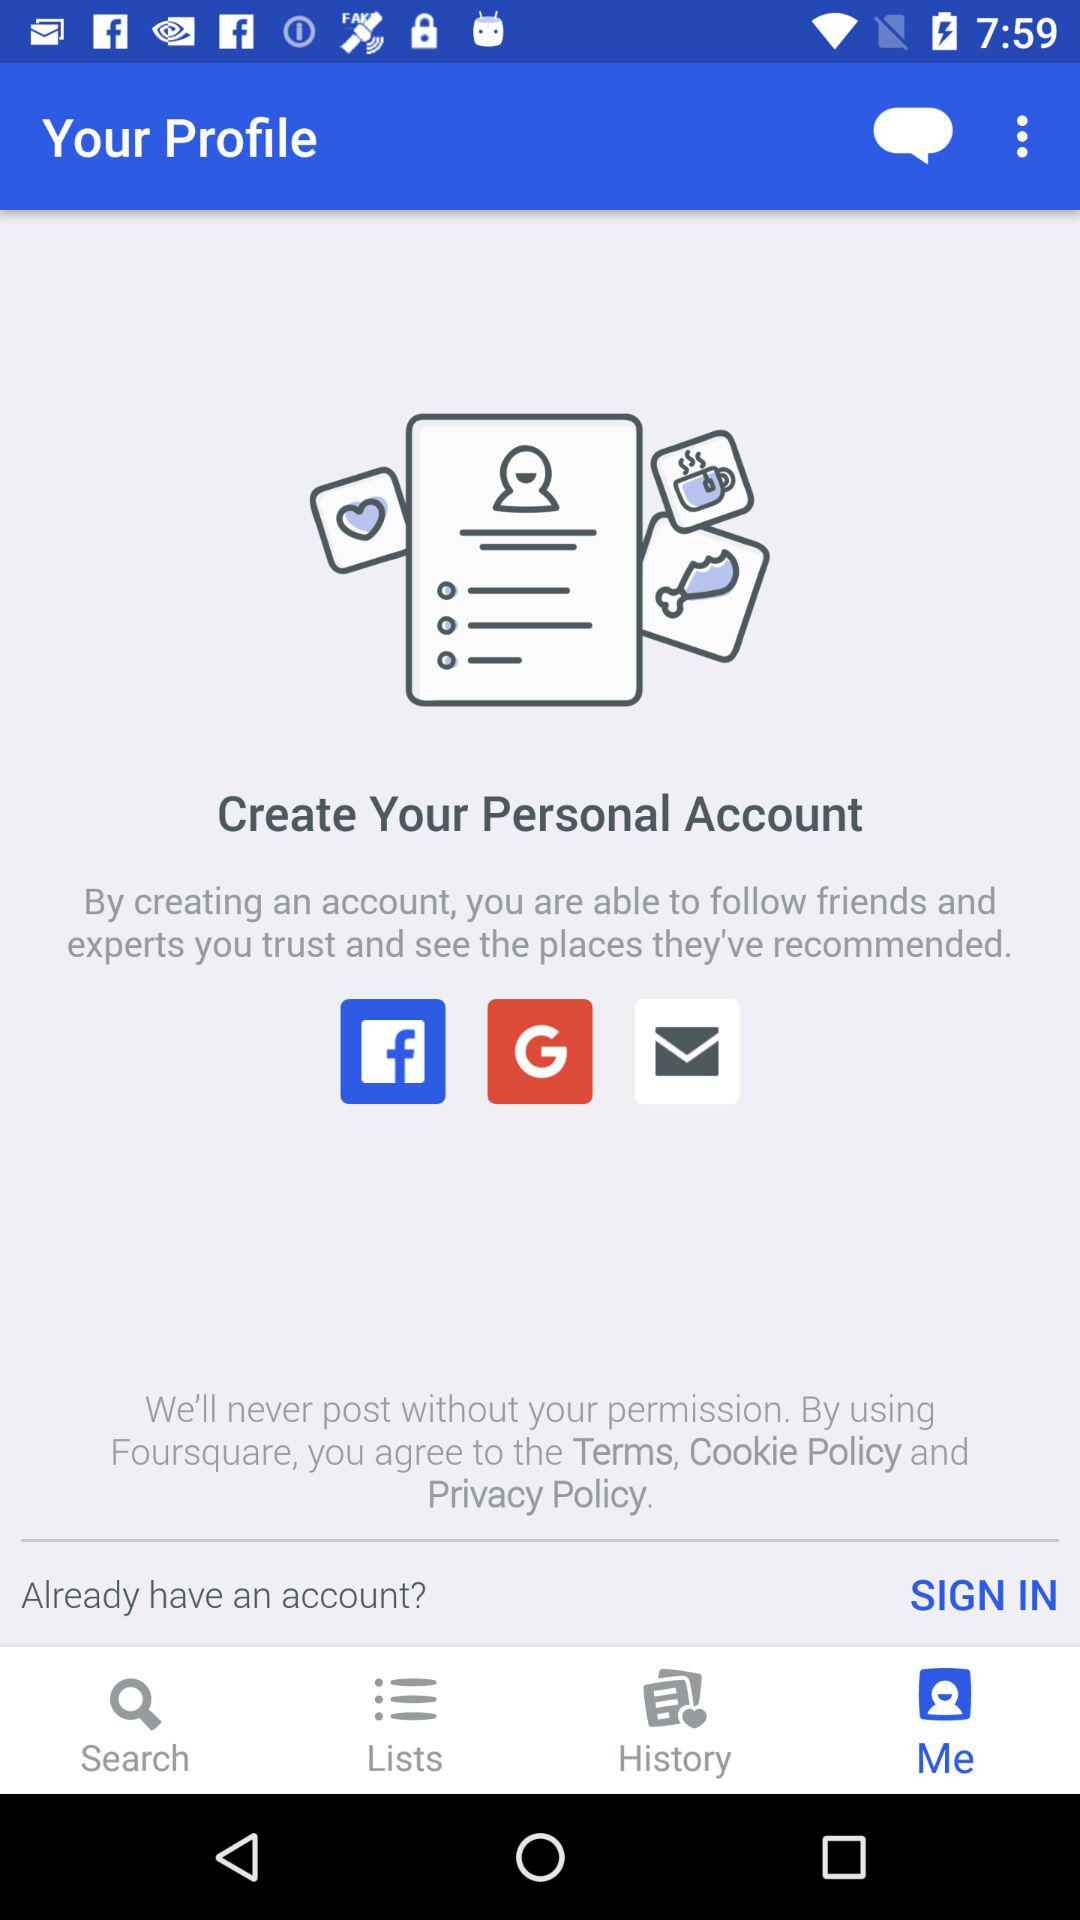 FAKE
7:59
Your Profile
Create Your Personal Account
By creating an account, you are able to follow friends and
experts you trust and see the places they've recommended.
We'll never post without your permission. By using
Foursquare, you agree to the Terms, Cookie Policy and
Privacy Policy.
Already have an account?
SIGN IN
Search
Lists
History
Me